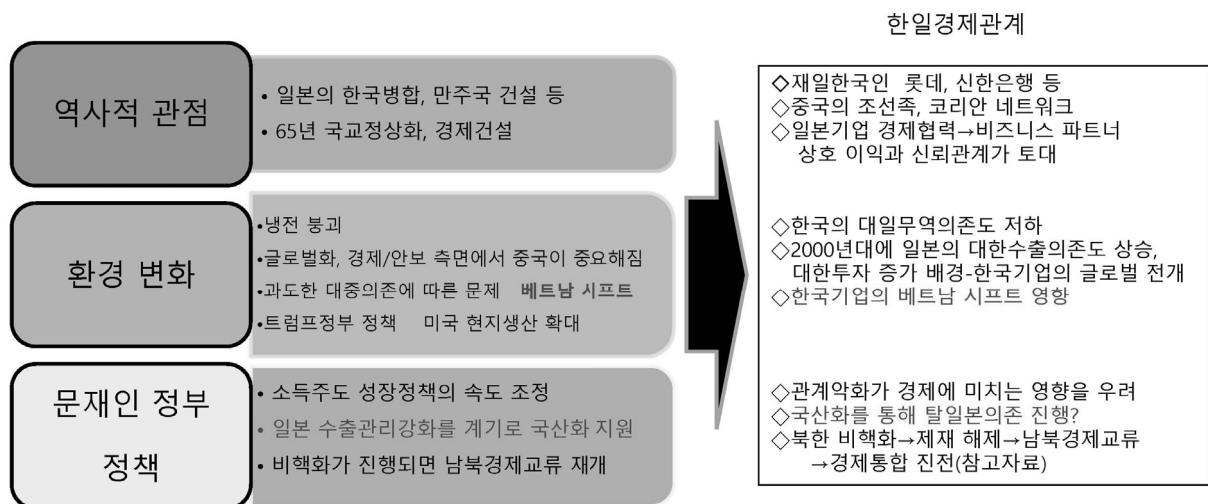 한일경제관계
역사적 관점
• 일본의 한국병합, 만주국 건설 등
• 65년 국교정상화, 경제건설
◇재일한국인 롯데, 신한은행 등
◇중국의 조선족, 코리안 네트워크
◇일본기업 경제협력→비즈니스 파트너
상호 이익과 신뢰관계가 토대
환경 변화
•냉전 붕괴
•글로벌화, 경제/안보 측면에서 중국이 중요해짐
•과도한 대중의존에 따른 문제 베트남 시프트
•트럼프정부 정책 미국 현지생산 확대
◇한국의 대일무역의존도 저하
◇2000년대에 일본의 대한수출의존도 상승,
대한투자 증가 배경-한국기업의 글로벌 전개
◇한국기업의 베트남 시프트 영향
문재인 정부
정책
• 소득주도 성장정책의 속도 조정
• 일본 수출관리강화를 계기로 국산화 지원
• 비핵화가 진행되면 남북경제교류 재개
◇관계악화가 경제에 미치는 영향을 우려
◇국산화를 통해 탈일본의존 진행?
◇북한 비핵화→제재 해제→남북경제교류
→경제통합 진전(참고자료)